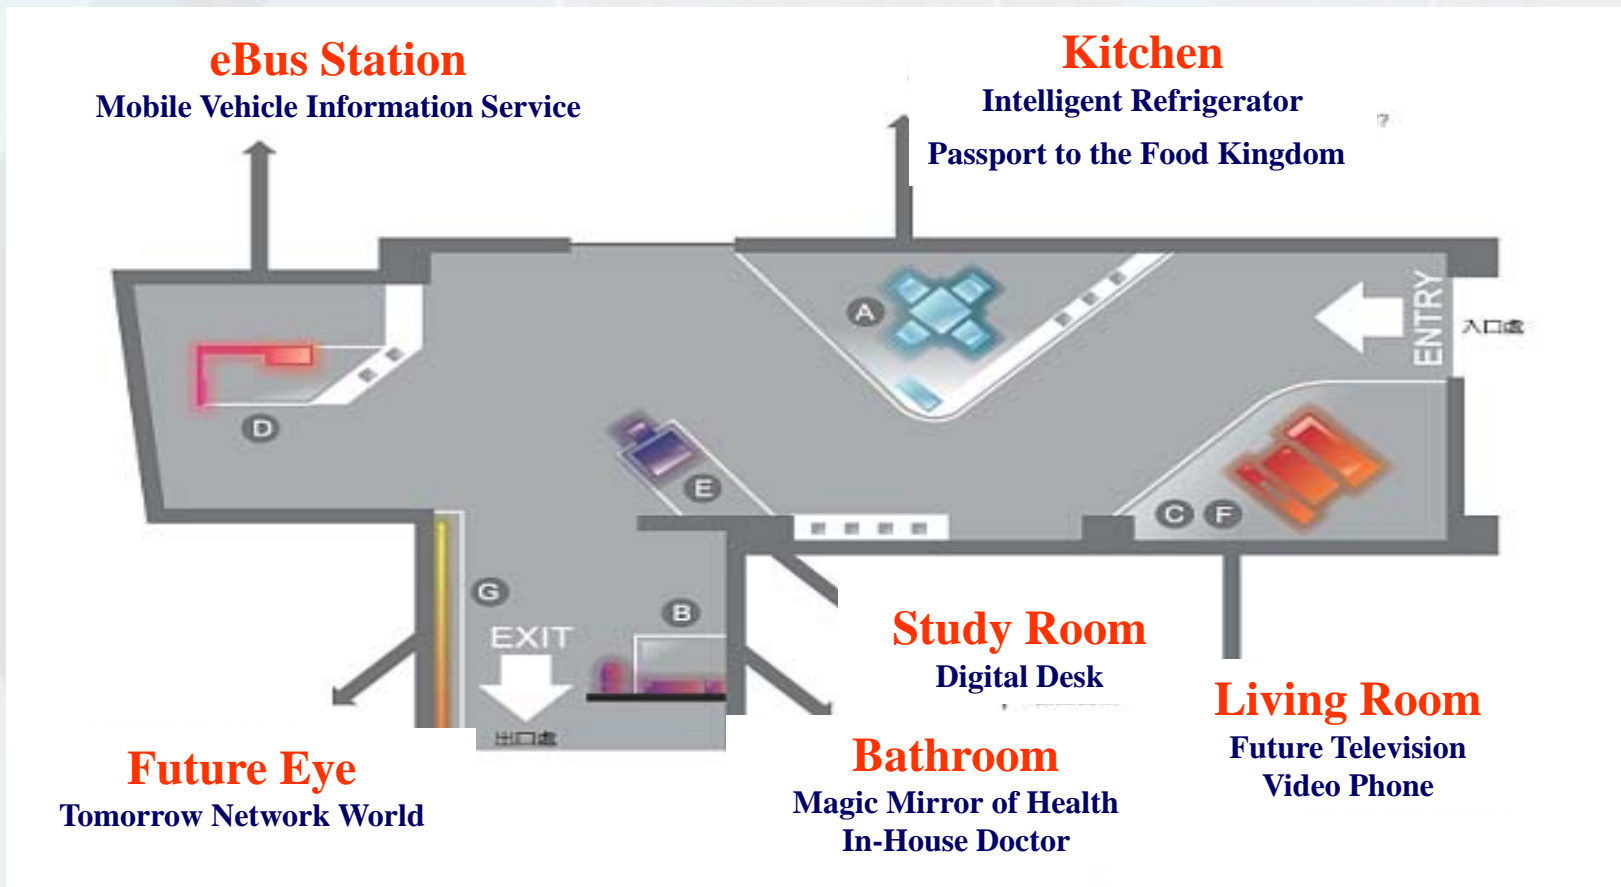 eBus Station
Mobile Vehicle Information Service
Kitchen
Intelligent Refrigerator
Passport to the Food Kingdom
A
ENTRY
入口處
D
E
C F
G
B
EXIT
出口處
Study Room
Digital Desk
Living Room
Future Television
Video Phone
Bathroom
Magic Mirror of Health
In-House Doctor
Future Eye
Tomorrow Network World